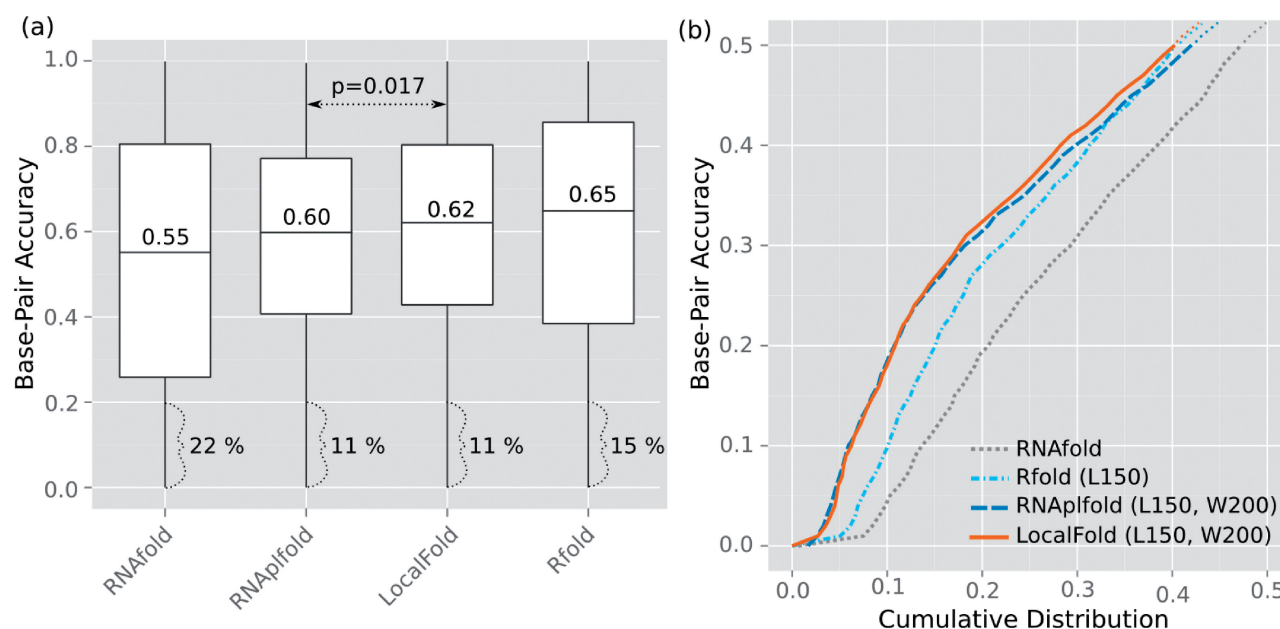 (a)
1.0
0.8
0.6
0.4
0.2
0.0
Base-Pair Accuracy
p=0.017
0.55
0.60
0.62
0.65
22 %
11 %
11 %
15 %
RNAfold
RNAplfold
LocalFold
Rfold
(b)
0.5
0.4
0.3
0.2
0.1
0.0
Base-Pair Accuracy
RNAfold
Rfold (L150)
RNAplfold (L150, W200)
LocalFold (L150, W200)
0.0
0.1
0.2
0.3
0.4
0.5
Cumulative Distribution